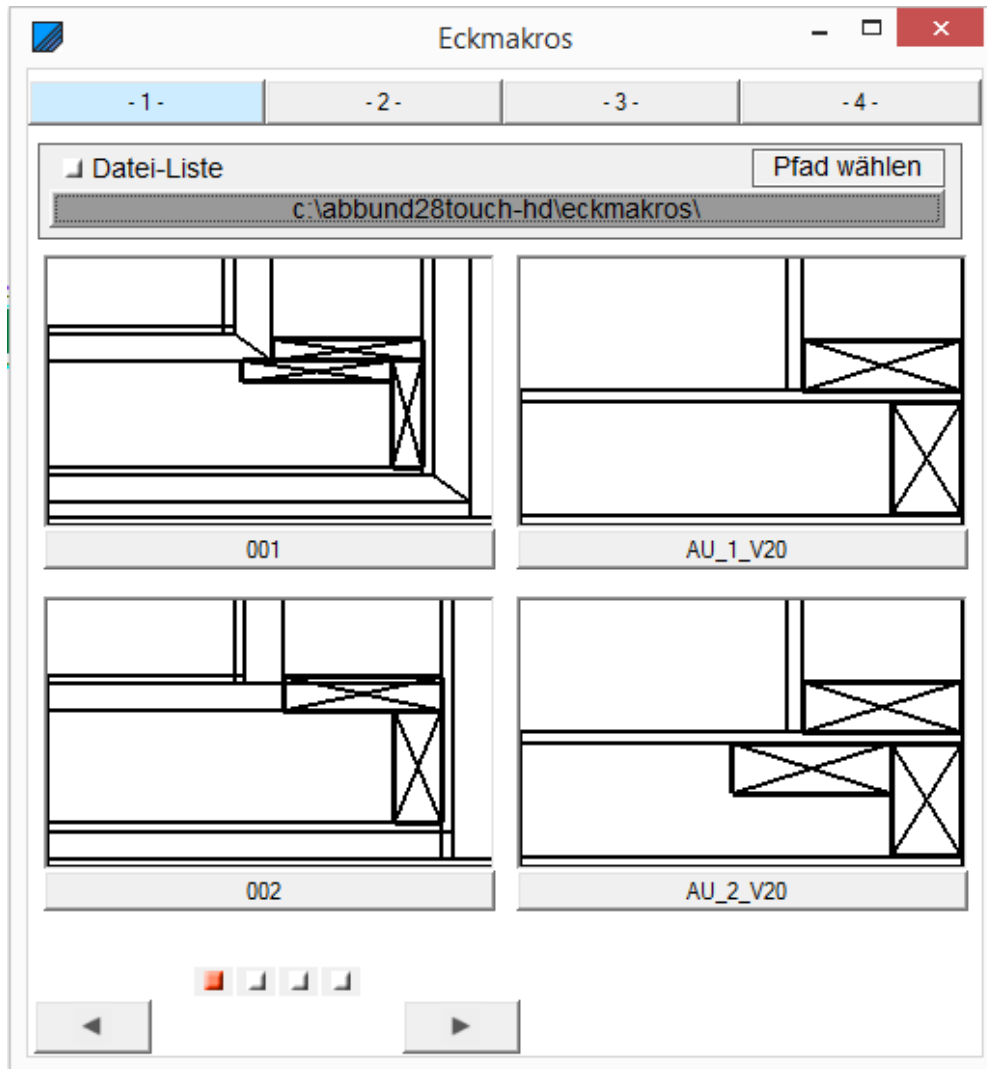 Eckmakros
- 1 - - 2 - - 3 - - 4 -
Datei-Liste Pfad wählen
c:\abbund28touch-hd\eckmakros\
001 AU_1_V20
002 AU_2_V20